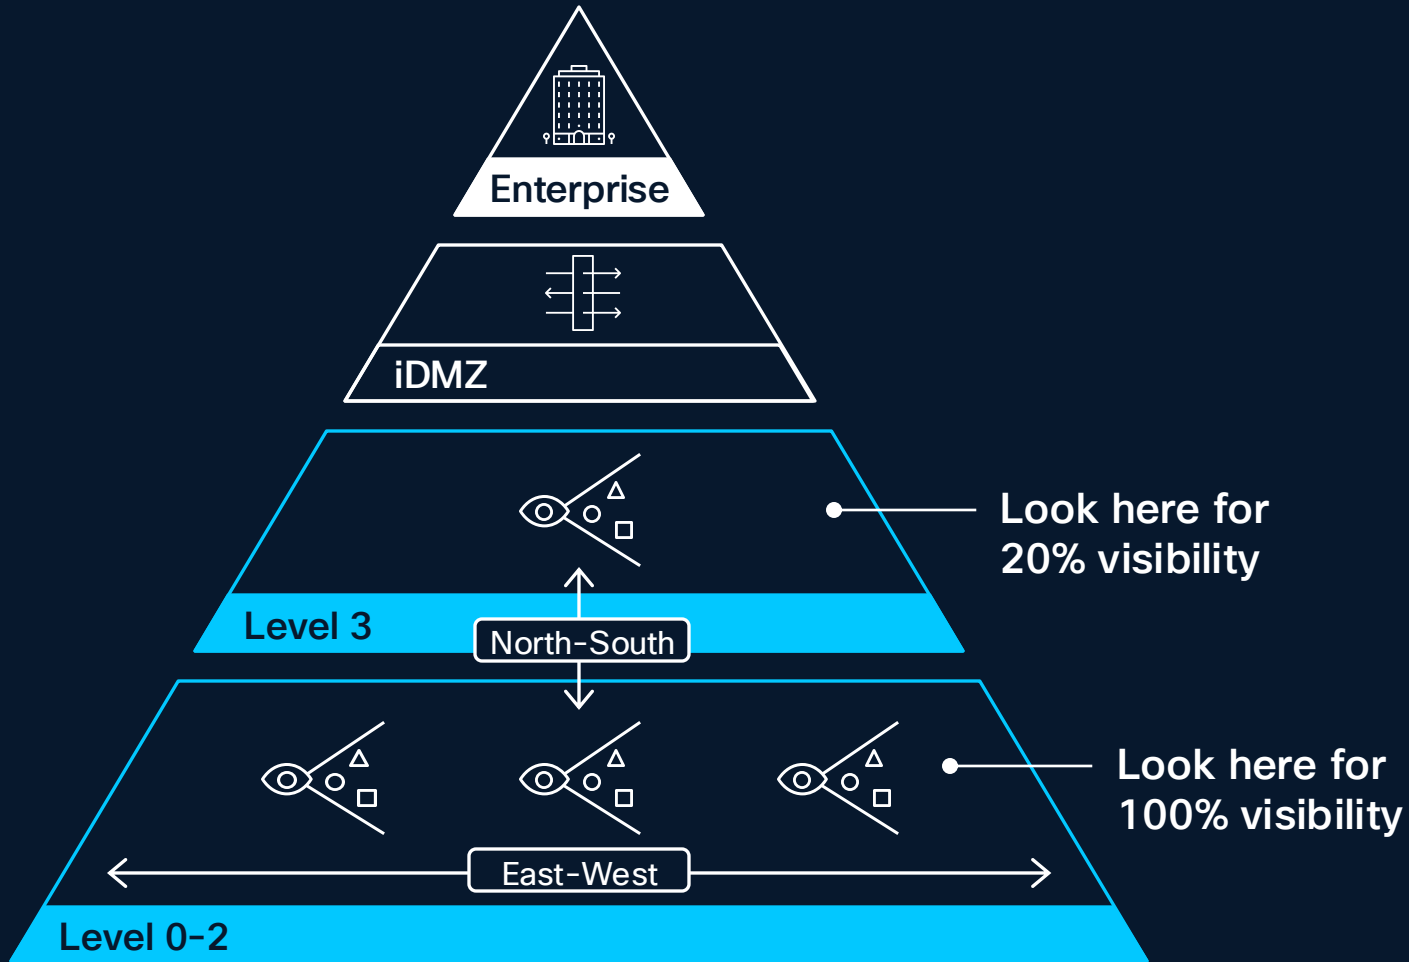 Enterprise
iDMZ
Look here for
20% visibility
Level 3
North-South
Look here for
100% visibility
East-West
Level 0-2